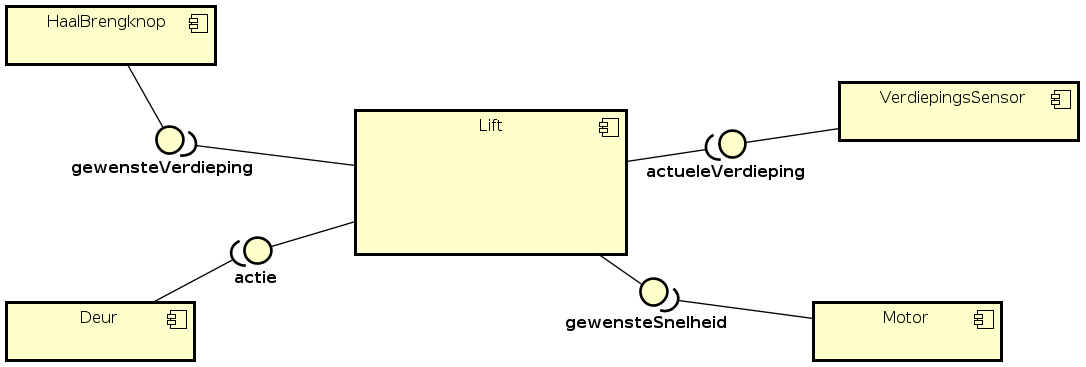 HaalBrengknop
VerdiepingsSensor
Lift
gewensteVerdieping
actueleVerdieping
actie
Deur
gewensteSnelheid
Motor